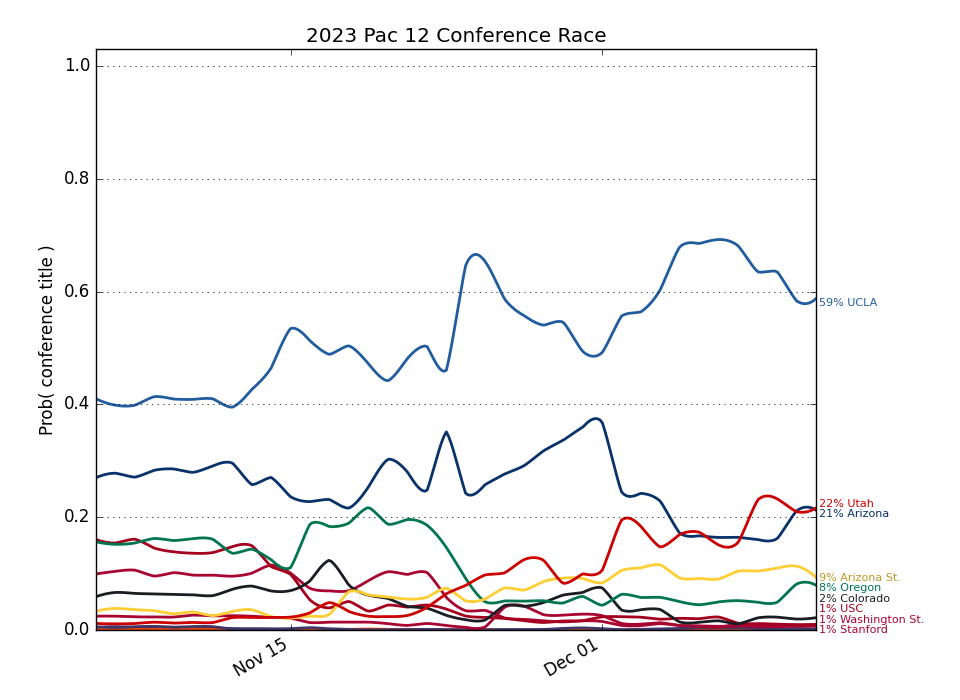 2023 Pac 12 Conference Race
Prob( conference title )
1.0
0.8
0.6
0.4
0.2
0.0
Nov 15
Dec 01
59% UCLA
22% Utah
21% Arizona
9% Arizona St.
8% Oregon
2% Colorado
1% USC
1% Washington St.
1% Stanford